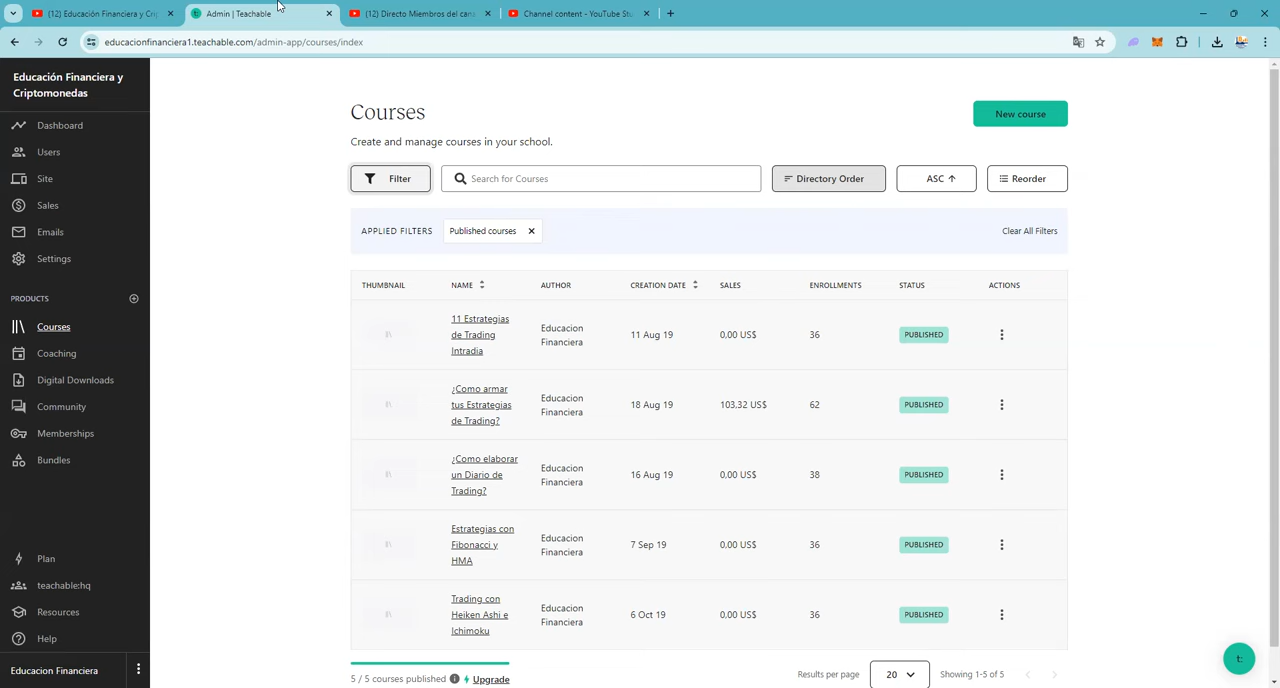 (12) Educación Financiera y Cri
Admin | Teachable
(12) Directo Miembros del cana
Channel content - YouTube Stu
educacionfinanciera1.teachable.com/admin-app/courses/index
Educación Financiera y
Criptomonedas
Dashboard
Users
Site
Sales
Emails
Settings
PRODUCTS
Courses
Coaching
Digital Downloads
Community
Memberships
Bundles
Plan
teachable:hq
Resources
Help
Educacion Financiera
Courses
New course
Create and manage courses in your school.
Filter
Search for Courses
Directory Order
ASC
Reorder
APPLIED FILTERS
Published courses
Clear All Filters
THUMBNAIL NAME AUTHOR CREATION DATE SALES ENROLLMENTS STATUS ACTIONS
11 Estrategias
de Trading
Intradia
Educacion
Financiera
11 Aug 19
0,00 US$
36
PUBLISHED
¿Como armar
tus Estrategias
de Trading?
Educacion
Financiera
18 Aug 19
103,32 US$
62
PUBLISHED
¿Como elaborar
un Diario de
Trading?
Educacion
Financiera
16 Aug 19
0,00 US$
38
PUBLISHED
Estrategias con
Fibonacci y
HMA
Educacion
Financiera
7 Sep 19
0,00 US$
36
PUBLISHED
Trading con
Heiken Ashi e
Ichimoku
Educacion
Financiera
6 Oct 19
0,00 US$
36
PUBLISHED
5 / 5 courses published
Upgrade
Results per page
20
Showing 1-5 of 5
t: